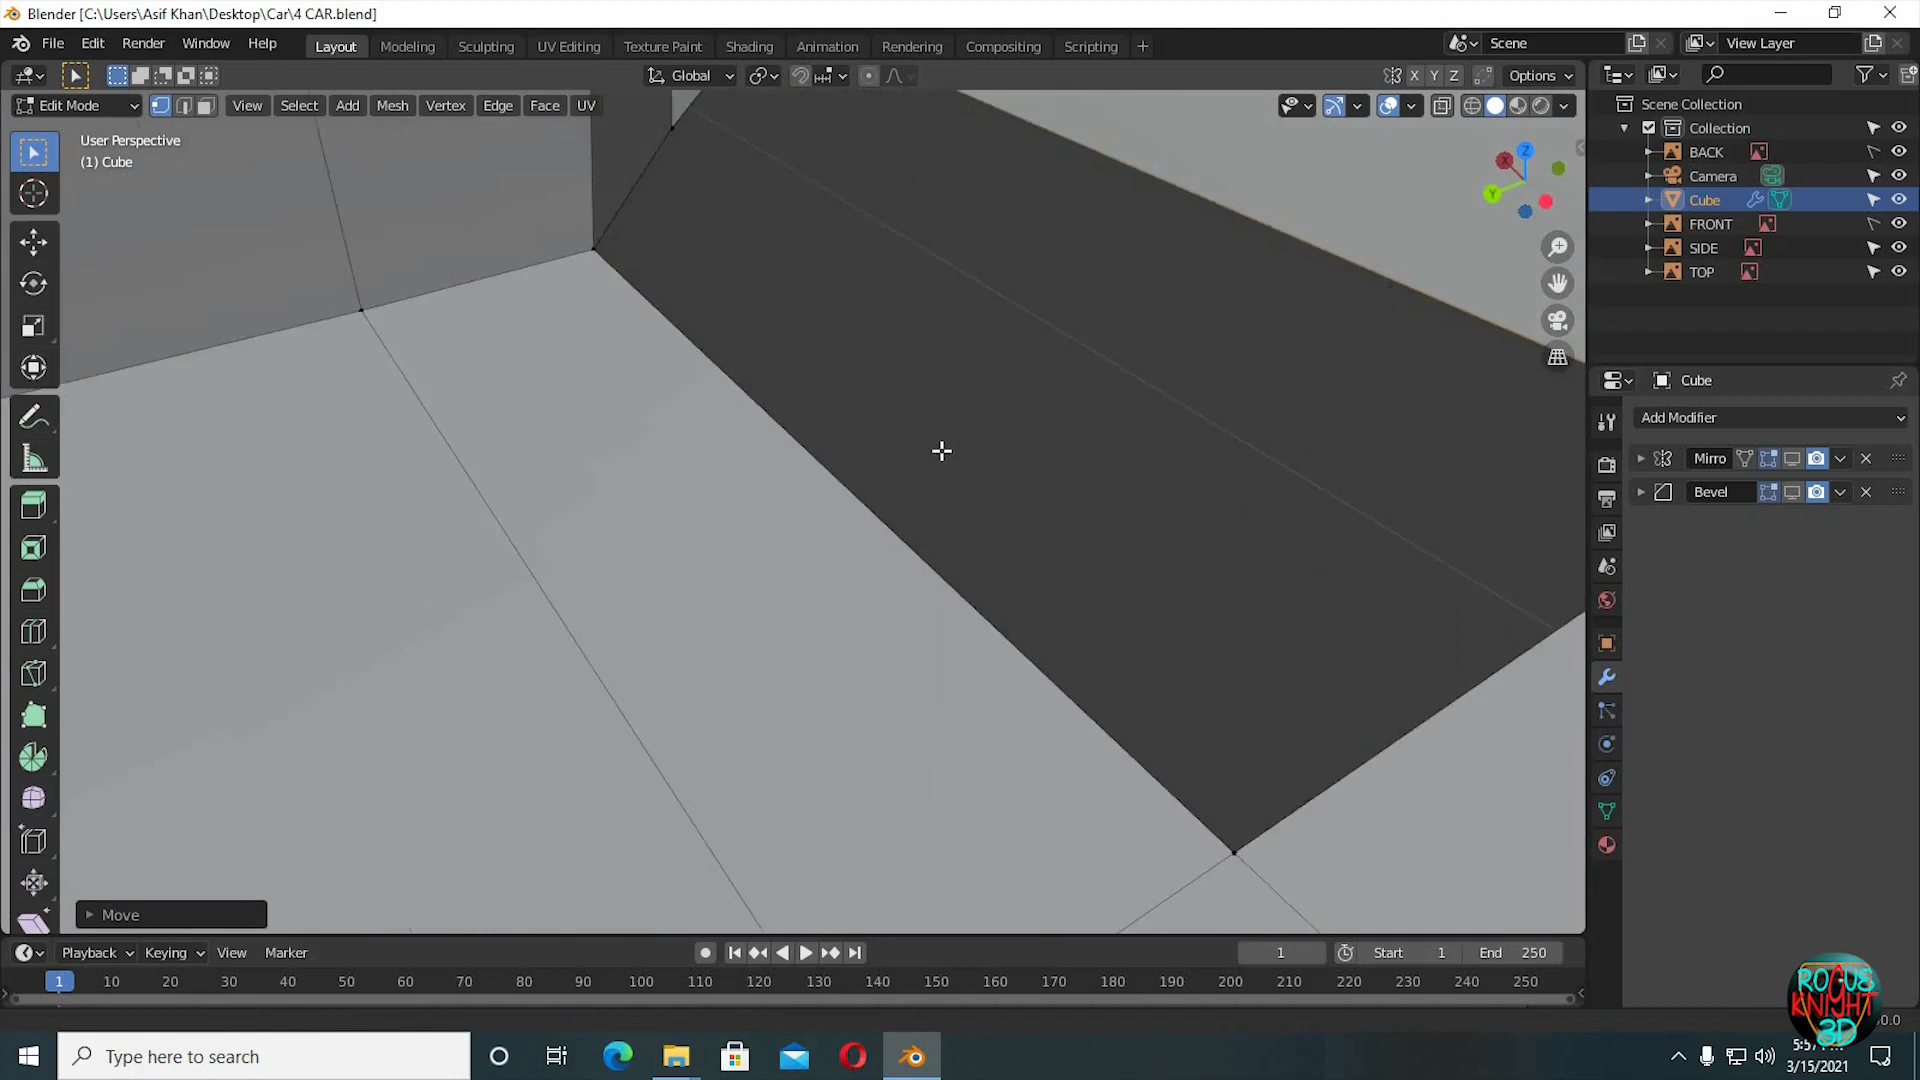 Blender [C:\Users\Asif Khan\Desktop\Car\4 CAR.blend]
File Edit Render Window Help Layout Modeling Sculpting UV Editing Texture Paint Shading Animation Rendering Compositing Scripting + Scene View Layer
Global X Y Z Options
Edit Mode View Select Add Mesh Vertex Edge Face UV
User Perspective
(1) Cube
Z
X
Y
Scene Collection
Collection
BACK
Camera
Cube
FRONT
SIDE
TOP
Cube
Add Modifier
Mirro
Bevel
Move
Playback Keying View Marker 1 Start 1 End 250
1 10 20 30 40 50 60 70 80 90 100 110 120 130 140 150 160 170 180 190 200 210 220 230 240 250
ROGUE
KNIGHT
3D
Type here to search
3/15/2021